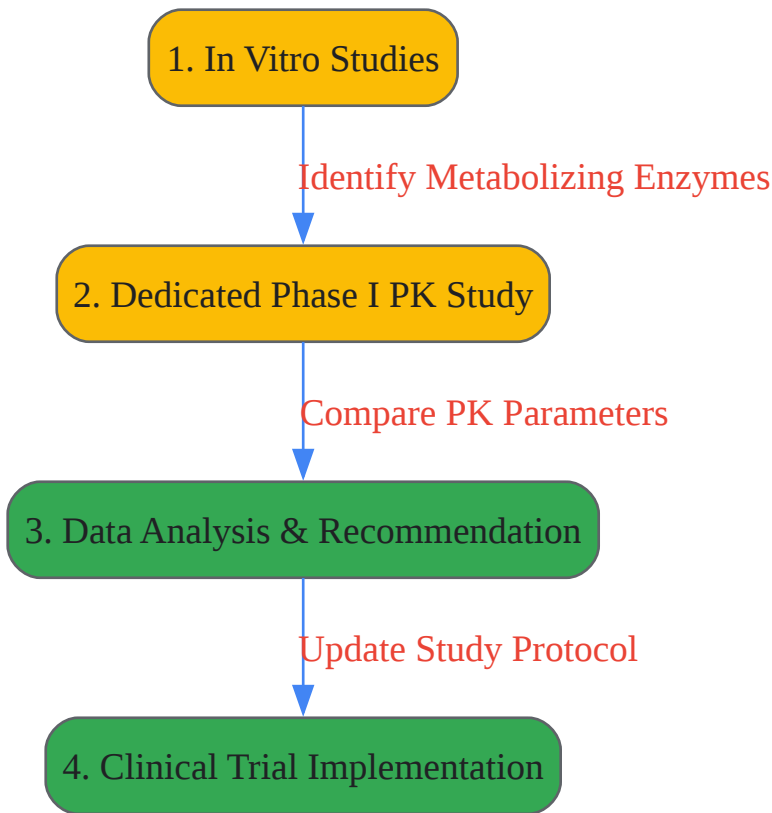 1. In Vitro Studies
Identify Metabolizing Enzymes
2. Dedicated Phase I PK Study
Compare PK Parameters
3. Data Analysis & Recommendation
Update Study Protocol
4. Clinical Trial Implementation